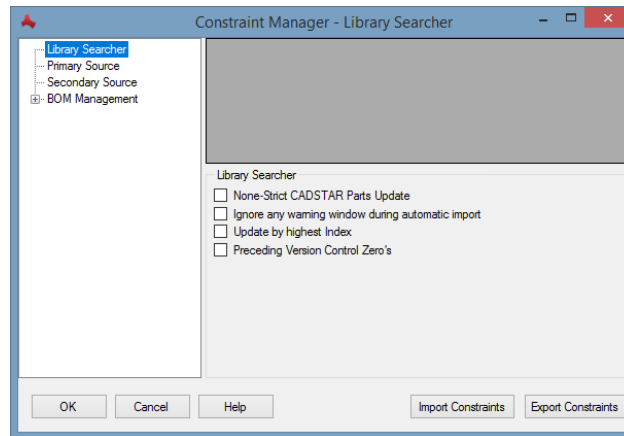 Constraint Manager - Library Searcher
Library Searcher
Primary Source
Secondary Source
BOM Management
Library Searcher
None-Strict CADSTAR Parts Update
Ignore any warning window during automatic import
Update by highest Index
Preceding Version Control Zero's
OK Cancel Help Import Constraints Export Constraints